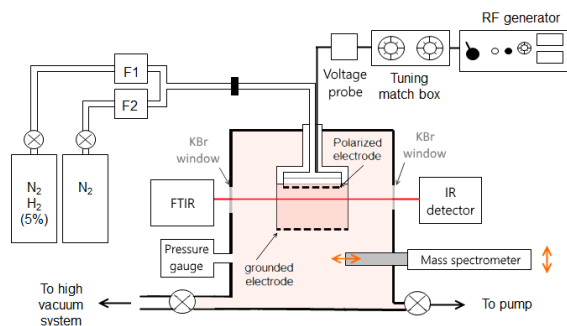 RF generator
F1
F2
Voltage
probe
Tuning
match box
KBr
window
Polarized
electrode
KBr
window
N2
H2
(5%)
N2
FTIR
IR
detector
Pressure
gauge
grounded
electrode
Mass spectrometer
To high
vacuum
system
To pump